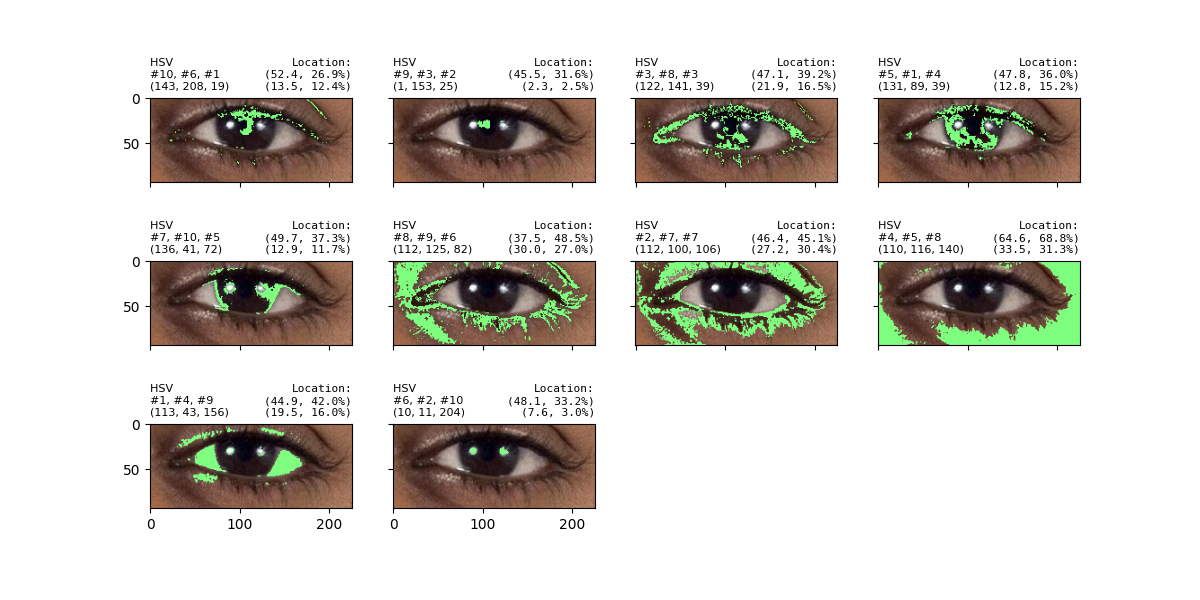 HSV Location:
#10, #6, #1 (52.4, 26.9%)
(143, 208, 19) (13.5, 12.4%)
HSV Location:
#9, #3, #2 (45.5, 31.6%)
(1, 153, 25) (2.3, 2.5%)
HSV Location:
#3, #8, #3 (47.1, 39.2%)
(122, 141, 39) (21.9, 16.5%)
HSV Location:
#5, #1, #4 (47.8, 36.0%)
(131, 89, 39) (12.8, 15.2%)
0
50
HSV Location:
#7, #10, #5 (49.7, 37.3%)
(136, 41, 72) (12.9, 11.7%)
HSV Location:
#8, #9, #6 (37.5, 48.5%)
(112, 125, 82) (30.0, 27.0%)
HSV Location:
#2, #7, #7 (46.4, 45.1%)
(112, 100, 106) (27.2, 30.4%)
HSV Location:
#4, #5, #8 (64.6, 68.8%)
(110, 116, 140) (33.5, 31.3%)
0
50
HSV Location:
#1, #4, #9 (44.9, 42.0%)
(113, 43, 156) (19.5, 16.0%)
HSV Location:
#6, #2, #10 (48.1, 33.2%)
(10, 11, 204) (7.6, 3.0%)
0
50
0 100 200
0 100 200